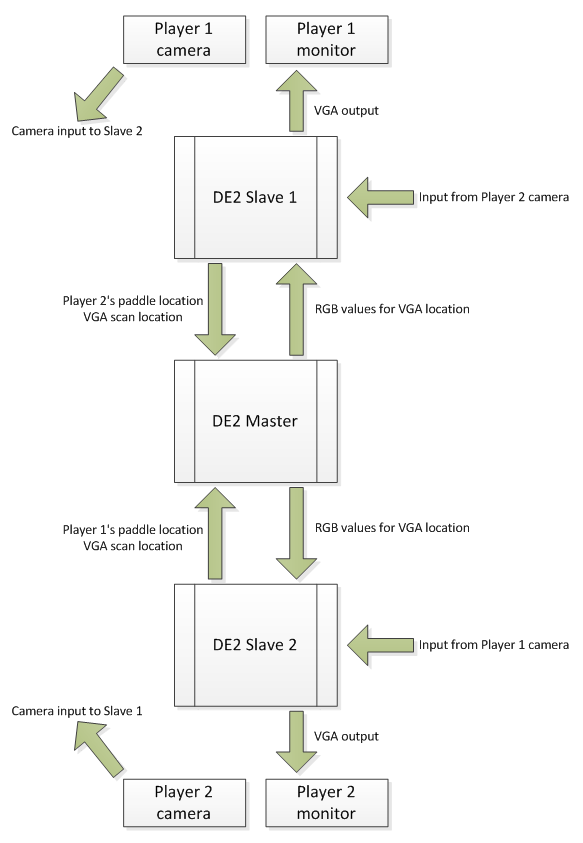 Player 1
camera
Player 1
monitor
VGA output
Camera input to Slave 2
DE2 Slave 1
Input from Player 2 camera
Player 2's paddle location
VGA scan location
RGB values for VGA location
DE2 Master
Player 1's paddle location
VGA scan location
RGB values for VGA location
DE2 Slave 2
Input from Player 1 camera
Camera input to Slave 1
VGA output
Player 2
camera
Player 2
monitor